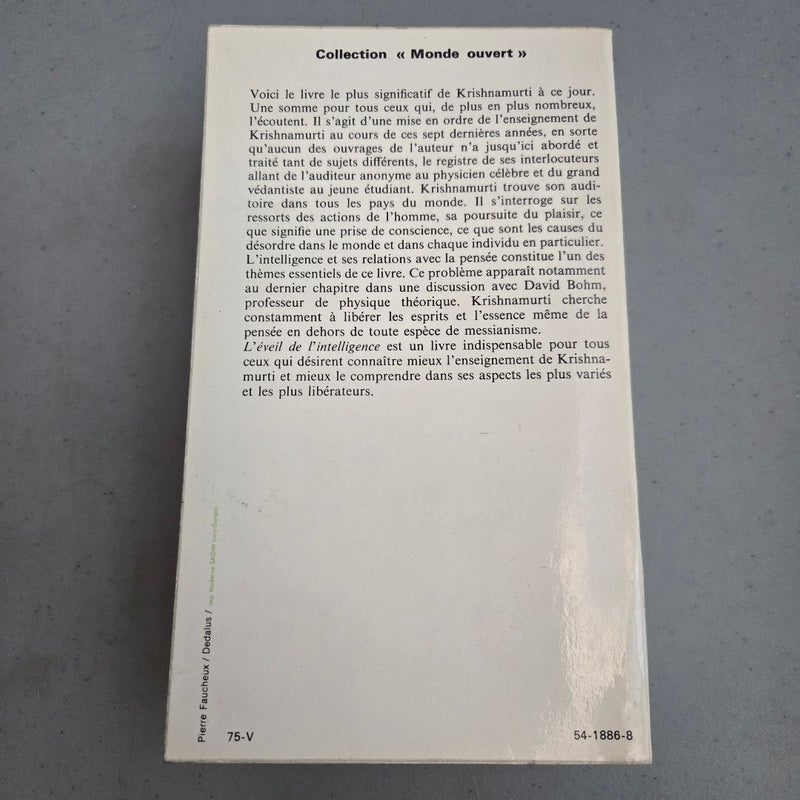 Collection « Monde ouvert »
Voici le livre le plus significatif de Krishnamurti à ce jour.
Une somme pour tous ceux qui, de plus en plus nombreux,
l'écoutent. Il s'agit d'une mise en ordre de l'enseignement de
Krishnamurti au cours de ces sept dernières années, en sorte
qu'aucun des ouvrages de l'auteur n'a jusqu'ici abordé et
traité tant de sujets différents, le registre de ses interlocuteurs
allant de l'auditeur anonyme au physicien célèbre et du grand
védantiste au jeune étudiant. Krishnamurti trouve son audi-
toire dans tous les pays du monde. Il s'interroge sur les
ressorts des actions de l'homme, sa poursuite du plaisir, ce
que signifie une prise de conscience, ce que sont les causes du
désordre dans le monde et dans chaque individu en particulier.
L'intelligence et ses relations avec la pensée constitue l'un des
thèmes essentiels de ce livre. Ce problème apparaît notamment
au dernier chapitre dans une discussion avec David Bohm,
professeur de physique théorique. Krishnamurti cherche
constamment à libérer les esprits et l'essence même de la
pensée en dehors de toute espèce de messianisme.
L'éveil de l'intelligence est un livre indispensable pour tous
ceux qui désirent connaître mieux l'enseignement de Krishna-
murti et mieux le comprendre dans ses aspects les plus variés
et les plus libérateurs.
Pierre Faucheux / Dedalus / Imp. Moderne SADIM Livry-Gargan
75-V
54-1886-8